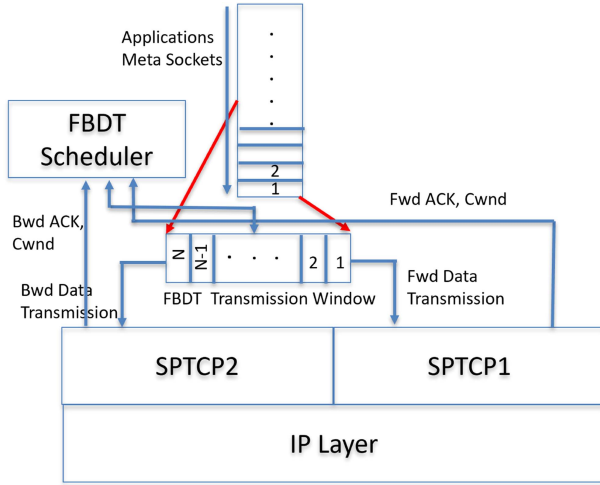 Applications
Meta Sockets
.
.
.
.
.
2
1
FBDT
Scheduler
Fwd ACK, Cwnd
Bwd ACK,
Cwnd
N
N-1
. . .
2
1
FBDT Transmission Window
Bwd Data
Transmission
Fwd Data
Transmission
SPTCP2
SPTCP1
IP Layer